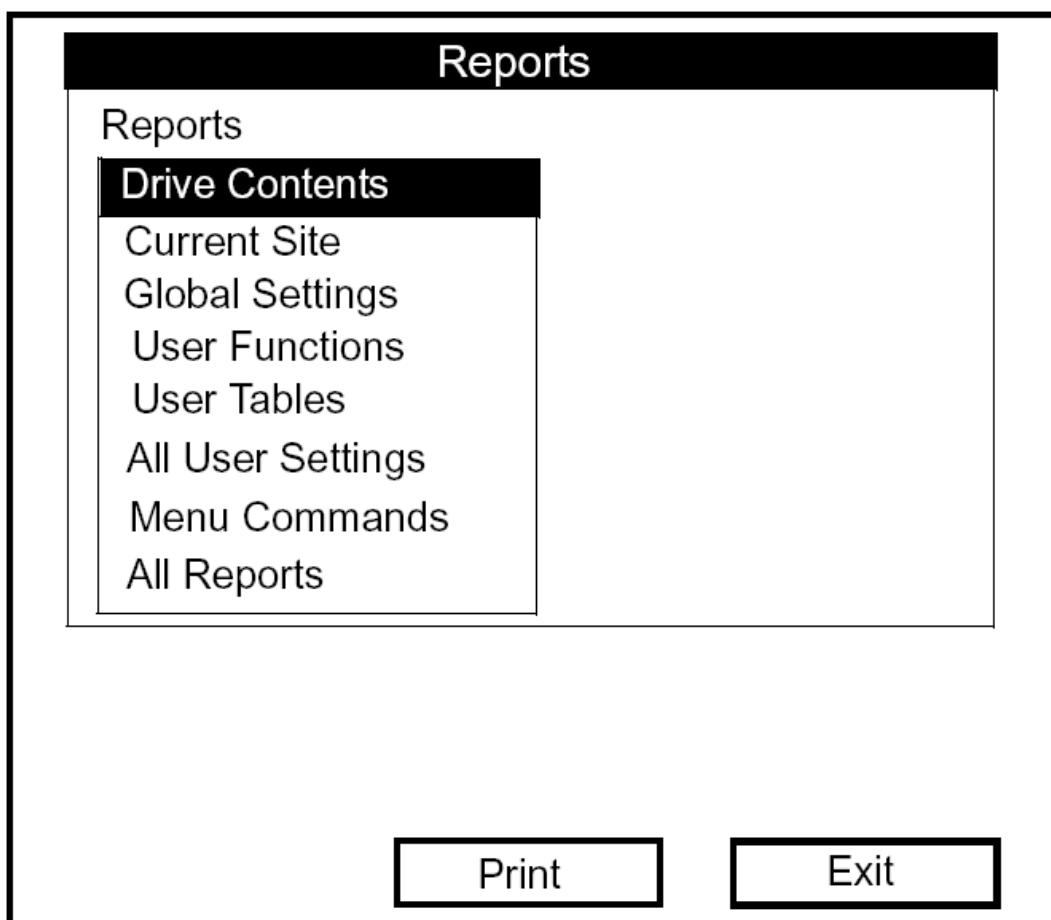 Reports
Reports
Drive Contents
Current Site
Global Settings
User Functions
User Tables
All User Settings
Menu Commands
All Reports
Print
Exit